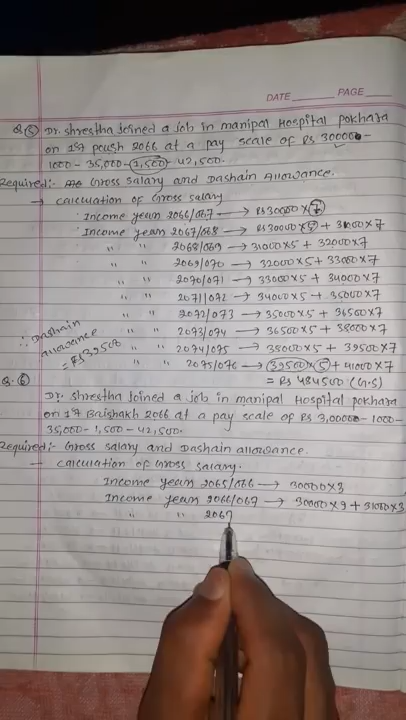 DATE______ PAGE____
Q.⑤ Dr. shrestha Joined a job in manipal Hospital pokhara
on 1st poush 2066 at a pay scale of RS 30000-
1000- 35,000-1,500- 42,500.
Required:- Gross Salary and Dashain Allowance.
→ calculation of Gross salary
Income year 2066/067 → RS 30000 x 7
Income year 2067/068 → RS 30000 x 5 + 31000 x 7
" " 2068/069 → 31000 x 5 + 32000 x 7
" " 2069/070 → 32000 x 5 + 33000 x 7
" " 2070/071 → 33000 x 5 + 34000 x 7
" " 2071/072 → 34000 x 5 + 35000 x 7
" " 2072/073 → 35000 x 5 + 36500 x 7
" " 2073/074 → 36500 x 5 + 38000 x 7
" " 2074/075 → 38000 x 5 + 39500 x 7
" " 2075/076 → 39500 x 5 + 41000 x 7
= RS 484500 (G.S)
∴ Dashain
allowance
= RS 39500
Q.⑥
Dr. shrestha Joined a job in manipal Hospital pokhara
on 1st Baishakh 2066 at a pay scale of RS 3,0000- 1000-
35,000- 1,500- 42,500.
Required:- Gross salary and Dashain allowance.
→ calculation of Gross salary.
Income year 2065/066 → 30000 x 3
Income year 2066/067 → 30000 x 9 + 31000 x 3
" " 2067